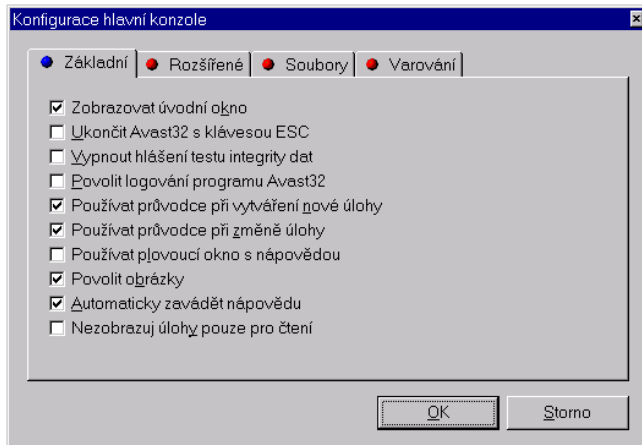 Konfigurace hlavní konzole
Základní Rozšířené Soubory Varování
Zobrazovat úvodní okno
Ukončit Avast32 s klávesou ESC
Vypnout hlášení testu integrity dat
Povolit logování programu Avast32
Používat průvodce při vytváření nové úlohy
Používat průvodce při změně úlohy
Používat plovoucí okno s nápovědou
Povolit obrázky
Automaticky zavádět nápovědu
Nezobrazuj úlohy pouze pro čtení
OK Storno